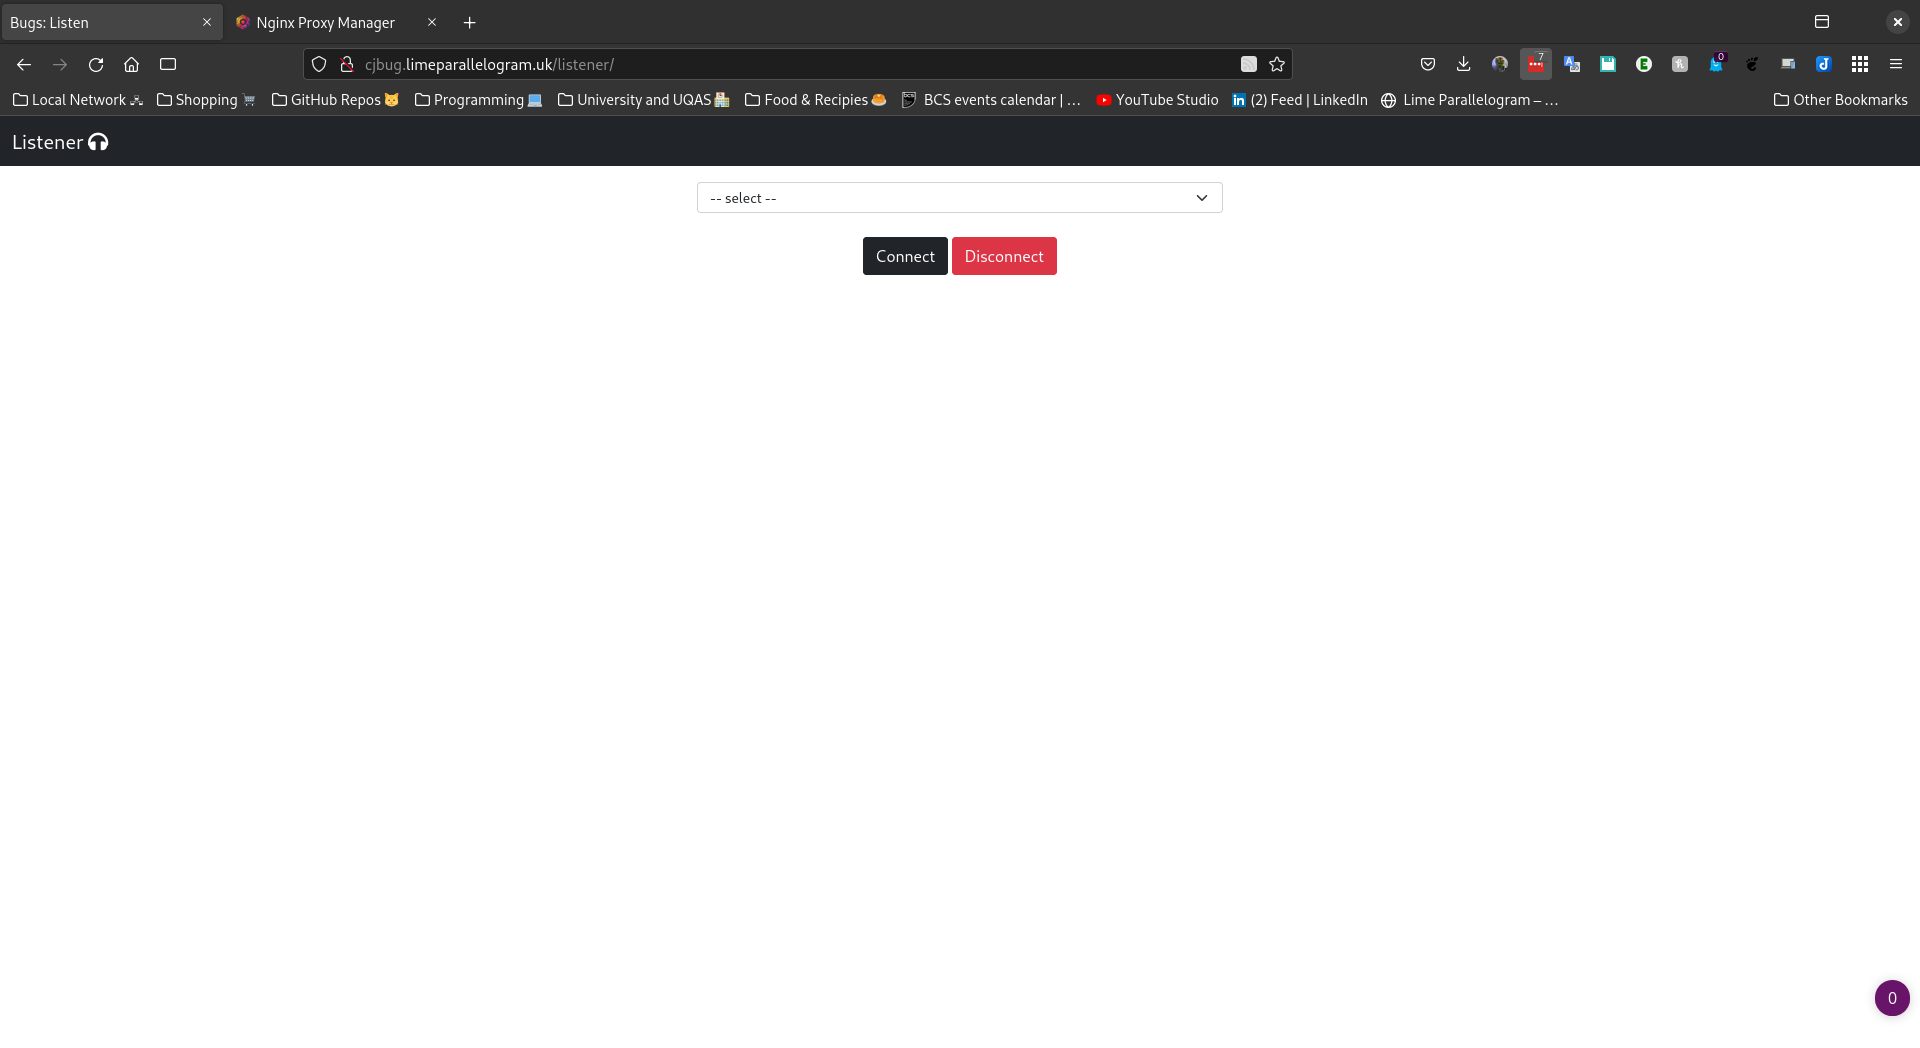 Bugs: Listen
Nginx Proxy Manager
cjbug.limeparallelogram.uk/listener/
7
0
Local Network
Shopping
GitHub Repos
Programming
University and UQAS
Food & Recipies
BCS events calendar | ...
YouTube Studio
(2) Feed | LinkedIn
Lime Parallelogram – ...
Other Bookmarks
Listener
-- select --
Connect Disconnect
0